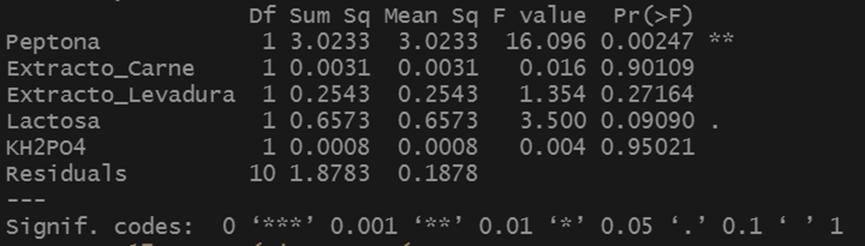 Df Sum Sq Mean Sq F value Pr(>F)
Peptona 1 3.0233 3.0233 16.096 0.00247 **
Extracto_Carne 1 0.0031 0.0031 0.016 0.90109
Extracto_Levadura 1 0.2543 0.2543 1.354 0.27164
Lactosa 1 0.6573 0.6573 3.500 0.09090 .
KH2PO4 1 0.0008 0.0008 0.004 0.95021
Residuals 10 1.8783 0.1878
---
Signif. codes: 0 ‘***’ 0.001 ‘**’ 0.01 ‘*’ 0.05 ‘.’ 0.1 ‘ ’ 1